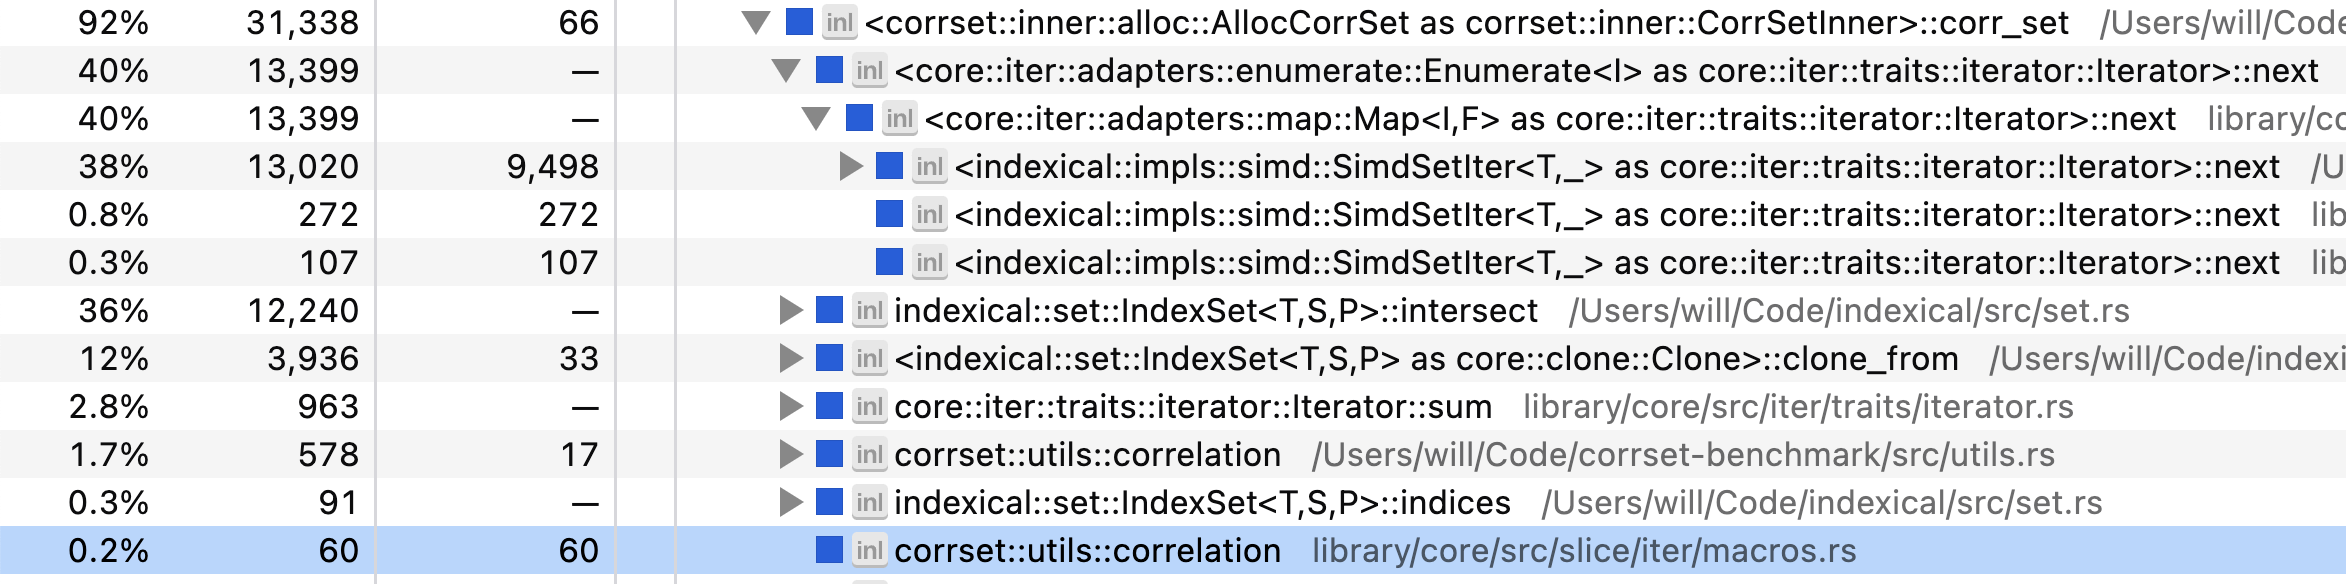 92% 31,338 66 inl <corrset::inner::alloc::AllocCorrSet as corrset::inner::CorrSetInner>::corr_set /Users/will/Code
40% 13,399 — inl <core::iter::adapters::enumerate::Enumerate<I> as core::iter::traits::iterator::Iterator>::next
40% 13,399 — inl <core::iter::adapters::map::Map<I,F> as core::iter::traits::iterator::Iterator>::next library/co
38% 13,020 9,498 inl <indexical::impls::simd::SimdSetIter<T,_> as core::iter::traits::iterator::Iterator>::next /U
0.8% 272 272 inl <indexical::impls::simd::SimdSetIter<T,_> as core::iter::traits::iterator::Iterator>::next lib
0.3% 107 107 inl <indexical::impls::simd::SimdSetIter<T,_> as core::iter::traits::iterator::Iterator>::next lib
36% 12,240 — inl indexical::set::IndexSet<T,S,P>::intersect /Users/will/Code/indexical/src/set.rs
12% 3,936 33 inl <indexical::set::IndexSet<T,S,P> as core::clone::Clone>::clone_from /Users/will/Code/indexi
2.8% 963 — inl core::iter::traits::iterator::Iterator::sum library/core/src/iter/traits/iterator.rs
1.7% 578 17 inl corrset::utils::correlation /Users/will/Code/corrset-benchmark/src/utils.rs
0.3% 91 — inl indexical::set::IndexSet<T,S,P>::indices /Users/will/Code/indexical/src/set.rs
0.2% 60 60 inl corrset::utils::correlation library/core/src/slice/iter/macros.rs